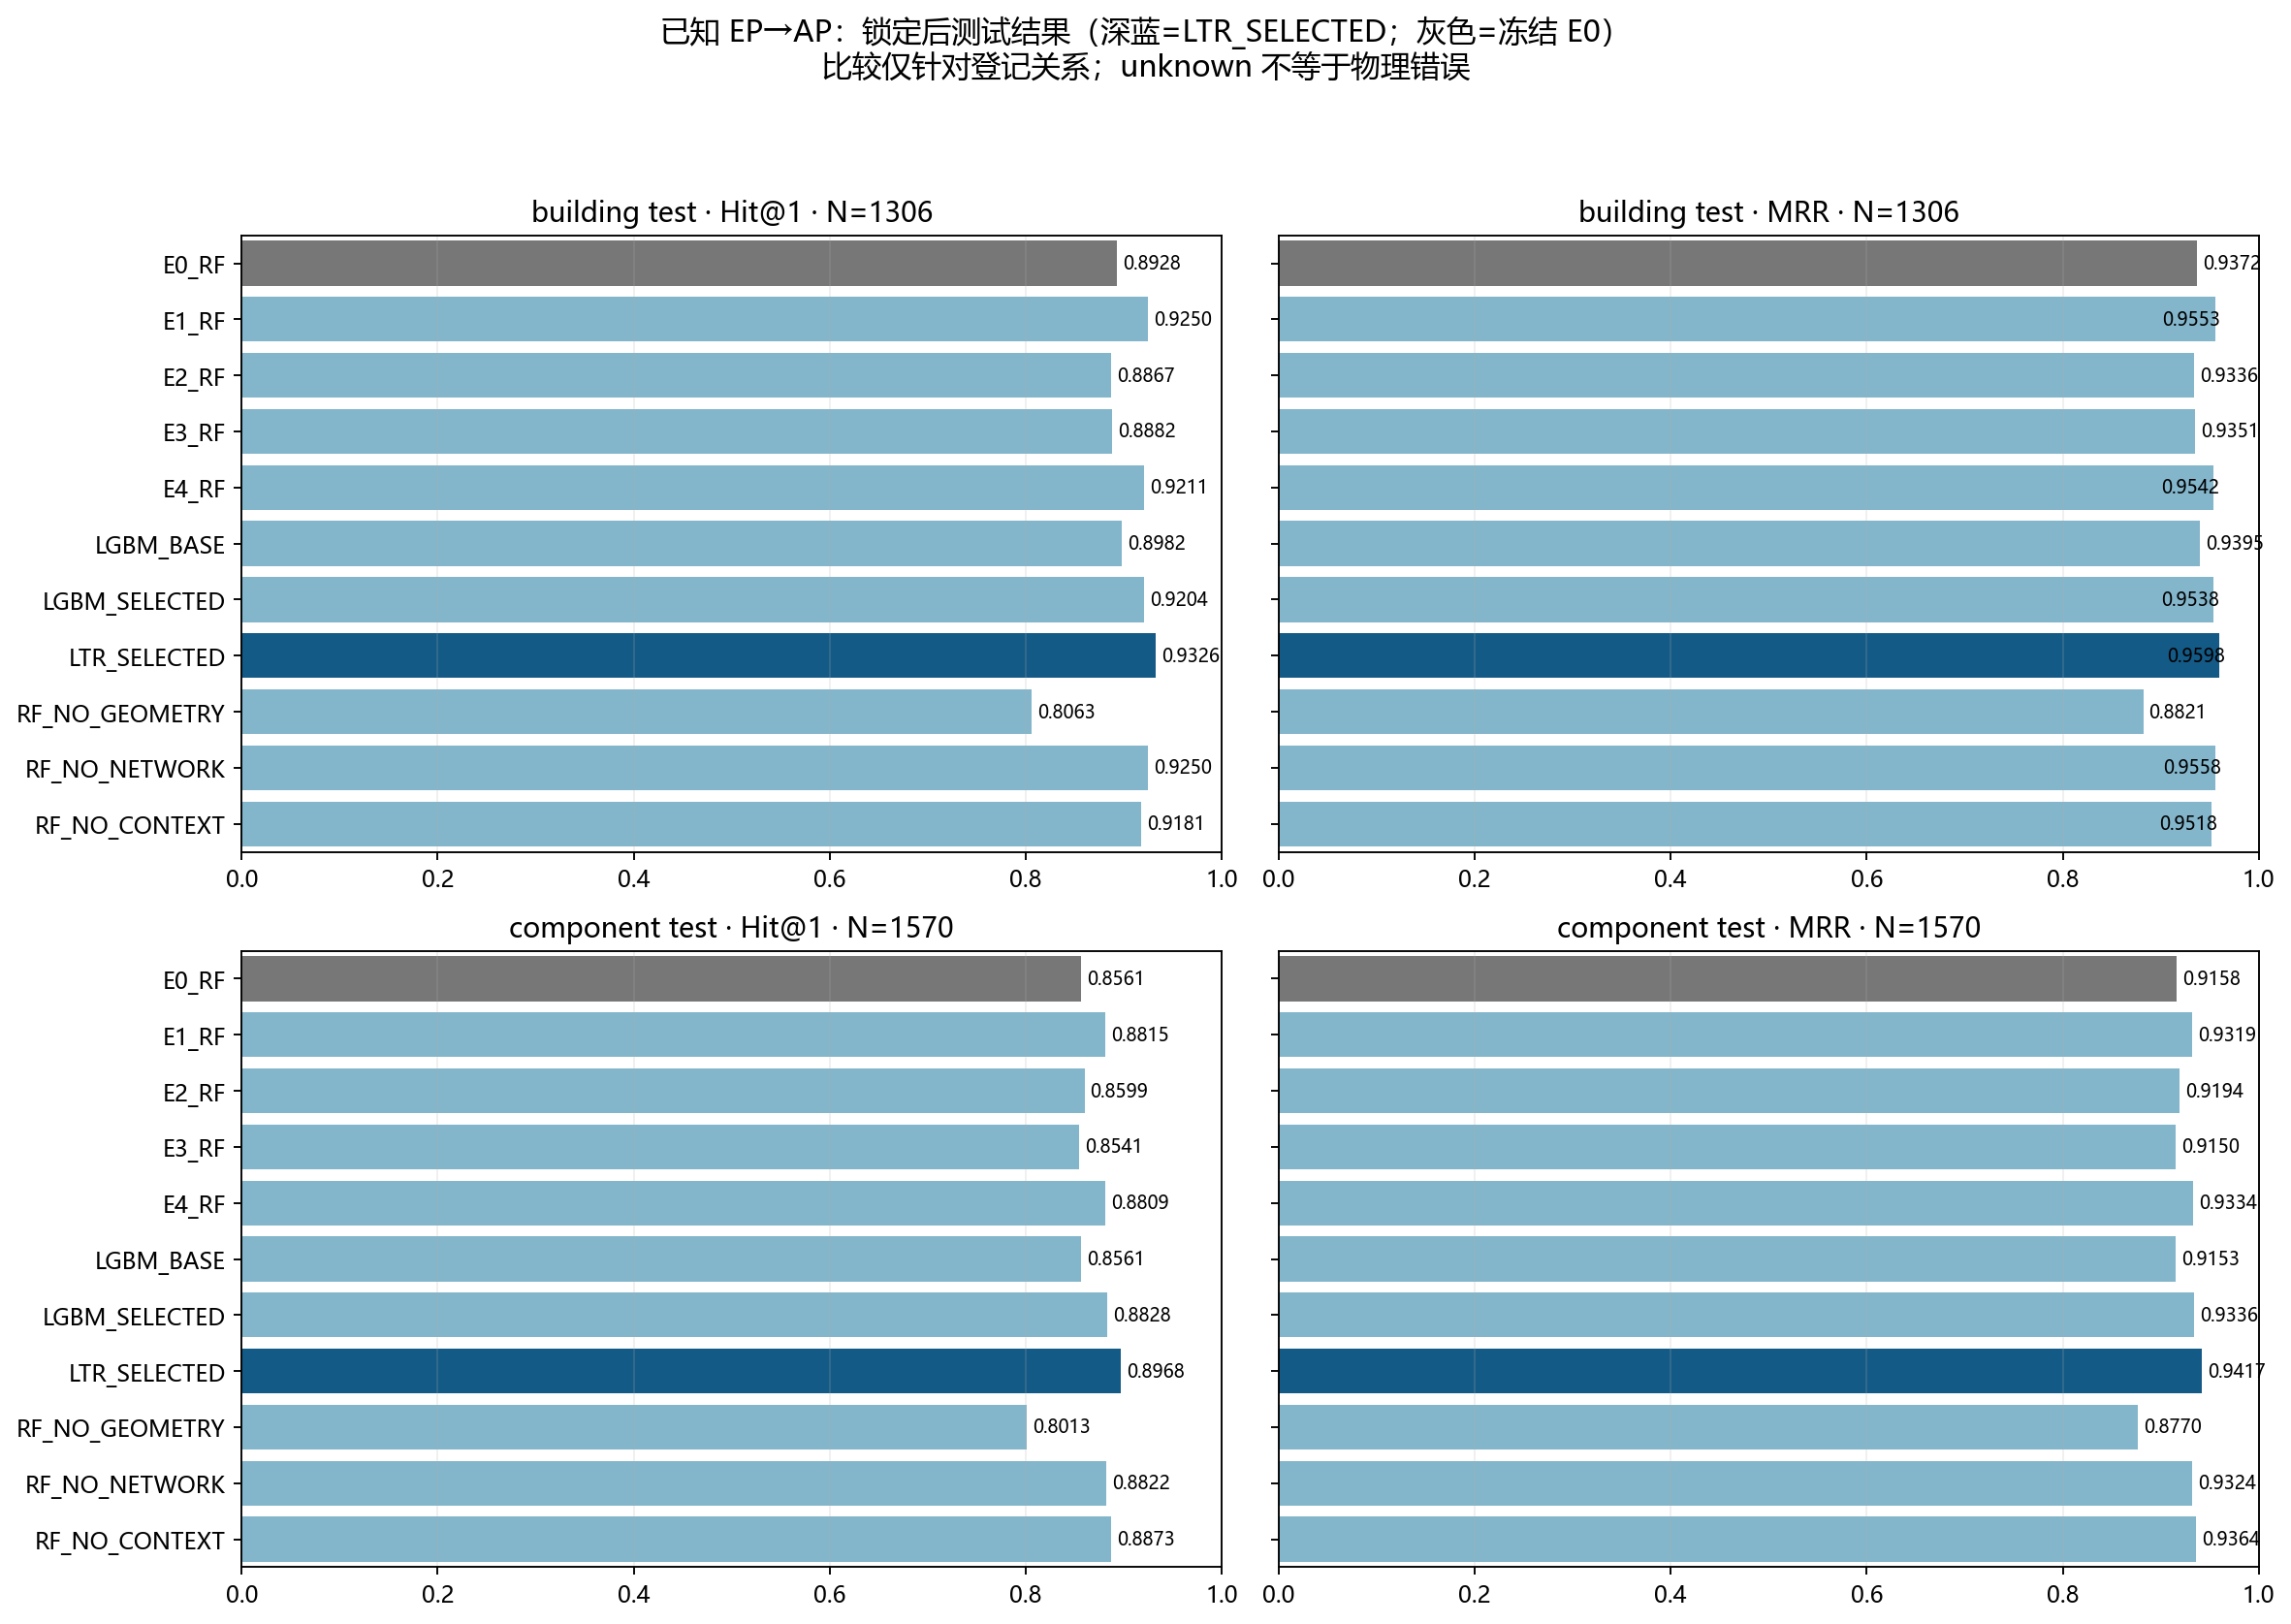 已知 EP→AP：锁定后测试结果（深蓝=LTR_SELECTED；灰色=冻结 E0）
比较仅针对登记关系；unknown 不等于物理错误
building test · Hit@1 · N=1306
E0_RF 0.8928
E1_RF 0.9250
E2_RF 0.8867
E3_RF 0.8882
E4_RF 0.9211
LGBM_BASE 0.8982
LGBM_SELECTED 0.9204
LTR_SELECTED 0.9326
RF_NO_GEOMETRY 0.8063
RF_NO_NETWORK 0.9250
RF_NO_CONTEXT 0.9181
0.0 0.2 0.4 0.6 0.8 1.0
building test · MRR · N=1306
0.9372
0.9553
0.9336
0.9351
0.9542
0.9395
0.9538
0.9598
0.8821
0.9558
0.9518
0.0 0.2 0.4 0.6 0.8 1.0
component test · Hit@1 · N=1570
E0_RF 0.8561
E1_RF 0.8815
E2_RF 0.8599
E3_RF 0.8541
E4_RF 0.8809
LGBM_BASE 0.8561
LGBM_SELECTED 0.8828
LTR_SELECTED 0.8968
RF_NO_GEOMETRY 0.8013
RF_NO_NETWORK 0.8822
RF_NO_CONTEXT 0.8873
0.0 0.2 0.4 0.6 0.8 1.0
component test · MRR · N=1570
0.9158
0.9319
0.9194
0.9150
0.9334
0.9153
0.9336
0.9417
0.8770
0.9324
0.9364
0.0 0.2 0.4 0.6 0.8 1.0